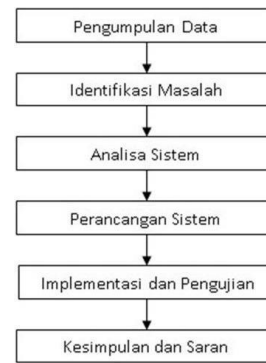 Pengumpulan Data
Identifikasi Masalah
Analisa Sistem
Perancangan Sistem
Implementasi dan Pengujian
Kesimpulan dan Saran